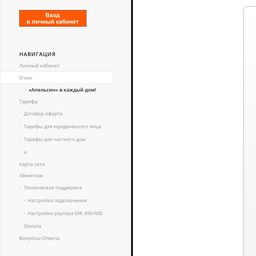 Вход
в личный кабинет
НАВИГАЦИЯ
Личный кабинет
О нас
- «Апельсин» в каждый дом!
Тарифы
- Договор оферта
- Тарифы для юридического лица
- Тарифы для частного дом
а
Карта сети
Абонентам
- Техническая поддержка
- Настройка подключения
- Настройка роутера DIR 300/400
- Оплата
Вопросы-Ответы